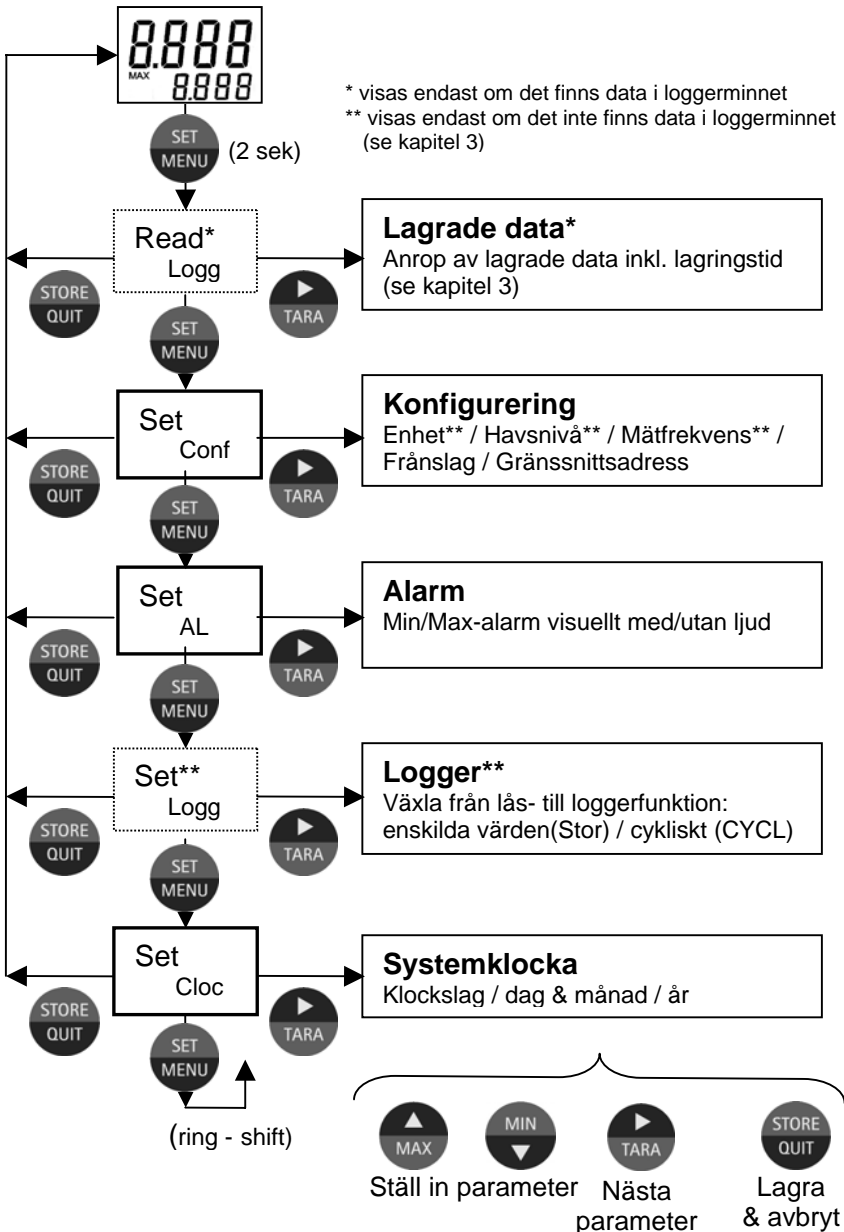 8.888
MAX 8.888
* visas endast om det finns data i loggerminnet
** visas endast om det inte finns data i loggerminnet
(se kapitel 3)
SET
MENU
(2 sek)
Read*
Logg
STORE
QUIT
TARA
Lagrade data*
Anrop av lagrade data inkl. lagringstid
(se kapitel 3)
SET
MENU
Set
Conf
STORE
QUIT
TARA
Konfigurering
Enhet** / Havsnivå** / Mätfrekvens** /
Frånslag / Gränssnittsadress
SET
MENU
Set
AL
STORE
QUIT
TARA
Alarm
Min/Max-alarm visuellt med/utan ljud
SET
MENU
Set**
Logg
STORE
QUIT
TARA
Logger**
Växla från lås- till loggerfunktion:
enskilda värden(Stor) / cykliskt (CYCL)
SET
MENU
Set
Cloc
STORE
QUIT
TARA
Systemklocka
Klockslag / dag & månad / år
SET
MENU
(ring - shift)
MAX
MIN
TARA
STORE
QUIT
Ställ in parameter
Nästa
parameter
Lagra
& avbryt